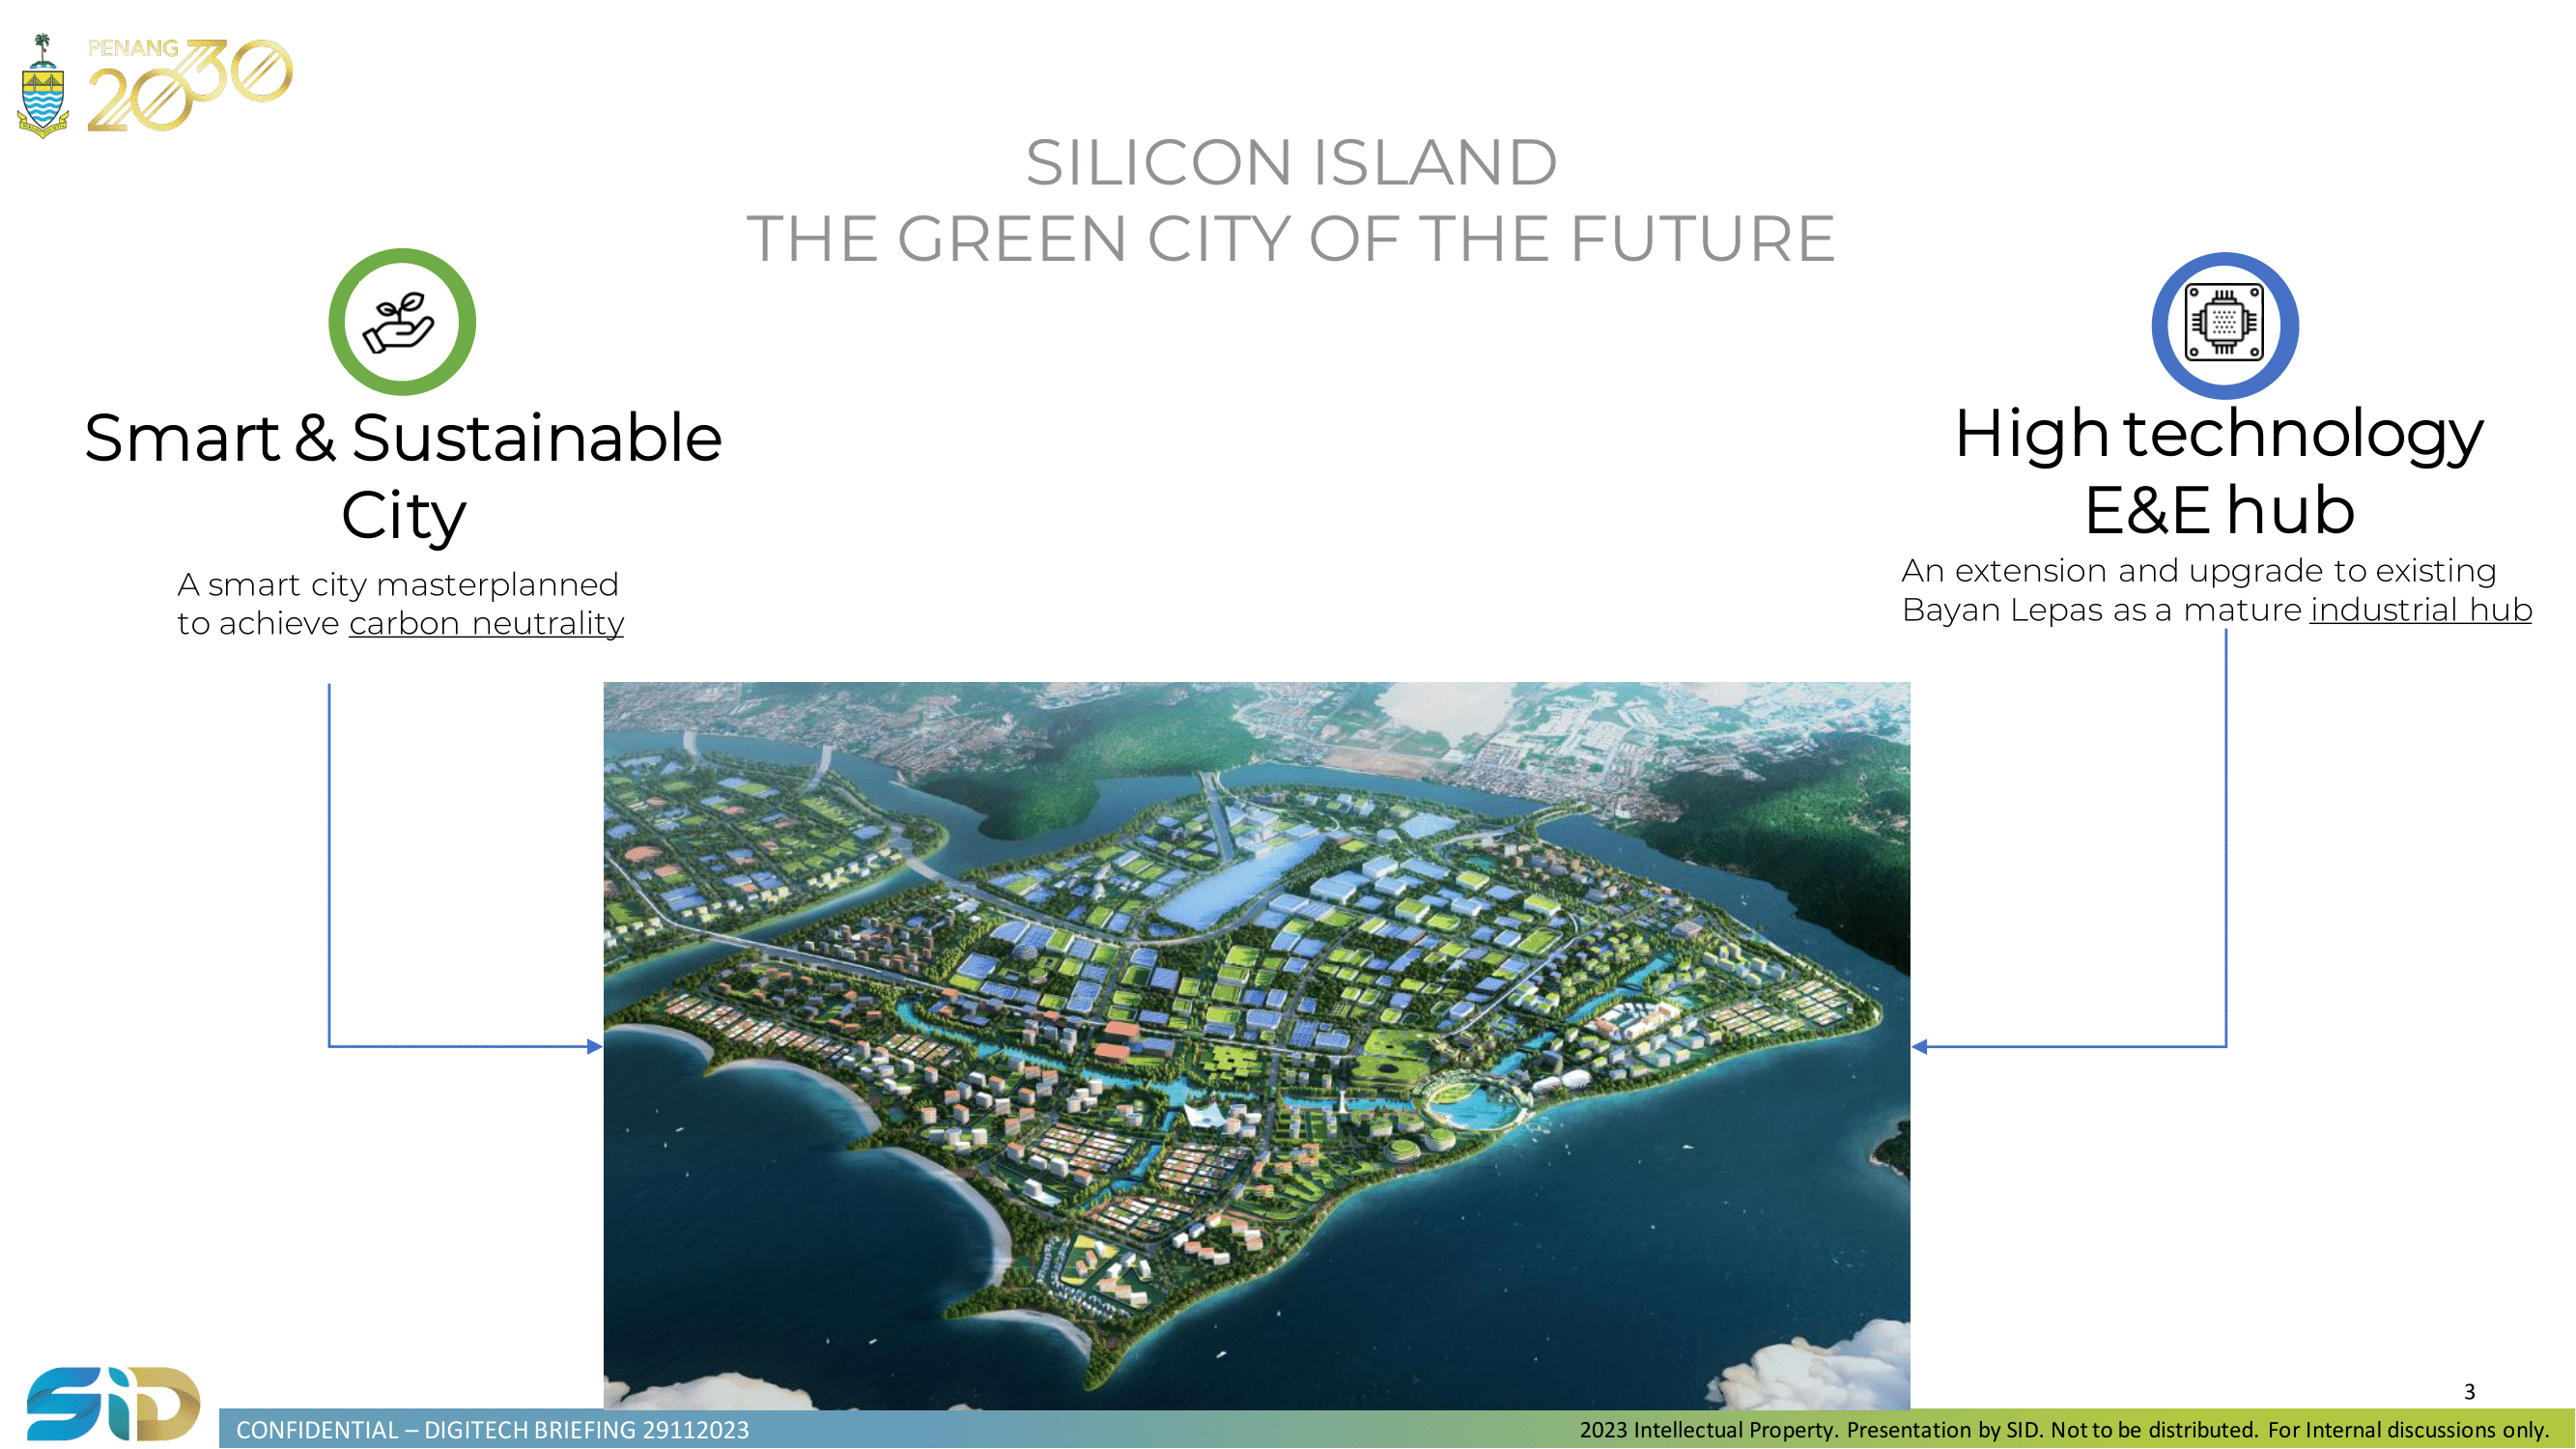 PENANG
2030
SILICON ISLAND
THE GREEN CITY OF THE FUTURE
Smart & Sustainable
City
A smart city masterplanned
to achieve carbon neutrality
High technology
E&E hub
An extension and upgrade to existing
Bayan Lepas as a mature industrial hub
SiD
3
CONFIDENTIAL – DIGITECH BRIEFING 29112023
2023 Intellectual Property. Presentation by SID. Not to be distributed. For Internal discussions only.